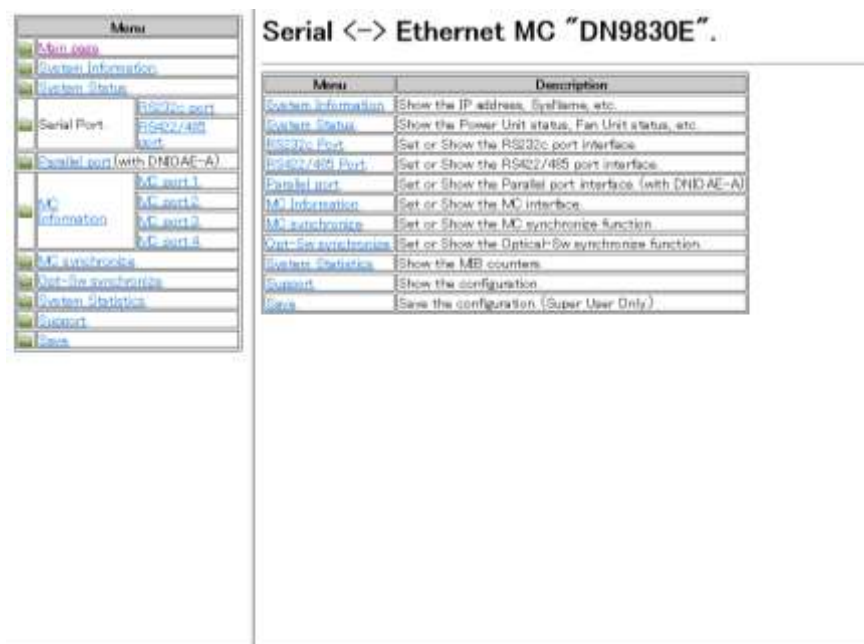 Menu
Main page
System Information
System Status
Serial Port
RS232c port
RS422/485
port
Parallel port (with DNIOAE-A)
MC
Information
MC port 1
MC port 2
MC port 3
MC port 4
MC synchronize
Opt-Sw synchronize
System Statistics
Support
Save
Serial <-> Ethernet MC "DN9830E".
Menu Description
System Information Show the IP address, SysName, etc.
System Status Show the Power Unit status, Fan Unit status, etc.
RS232c Port Set or Show the RS232c port interface.
RS422/485 Port Set or Show the RS422/485 port interface.
Parallel port Set or Show the Parallel port interface. (with DNIOAE-A)
MC Information Set or Show the MC interface.
MC synchronize Set or Show the MC synchronize function.
Opt-Sw synchronize Set or Show the Optical-Sw synchronize function.
System Statistics Show the MIB counters.
Support Show the configuration.
Save Save the configuration. (Super User Only.)